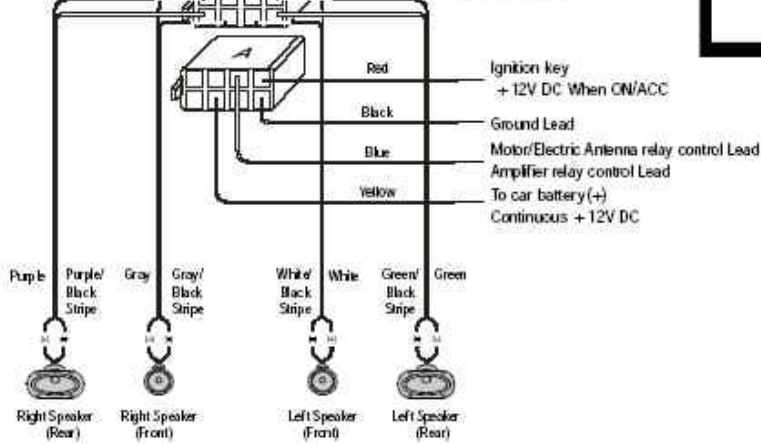 A
Red
Ignition key
+ 12V DC When ON/ACC
Black
Ground Lead
Blue
Motor/Electric Antenna relay control Lead
Amplifier relay control Lead
Yellow
To car battery(+)
Continuous + 12V DC
Purple
Purple/
Black
Stripe
Gray
Gray/
Black
Stripe
White/
Black
Stripe
White
Green/
Black
Stripe
Green
Right Speaker
(Rear)
Right Speaker
(Front)
Left Speaker
(Front)
Left Speaker
(Rear)